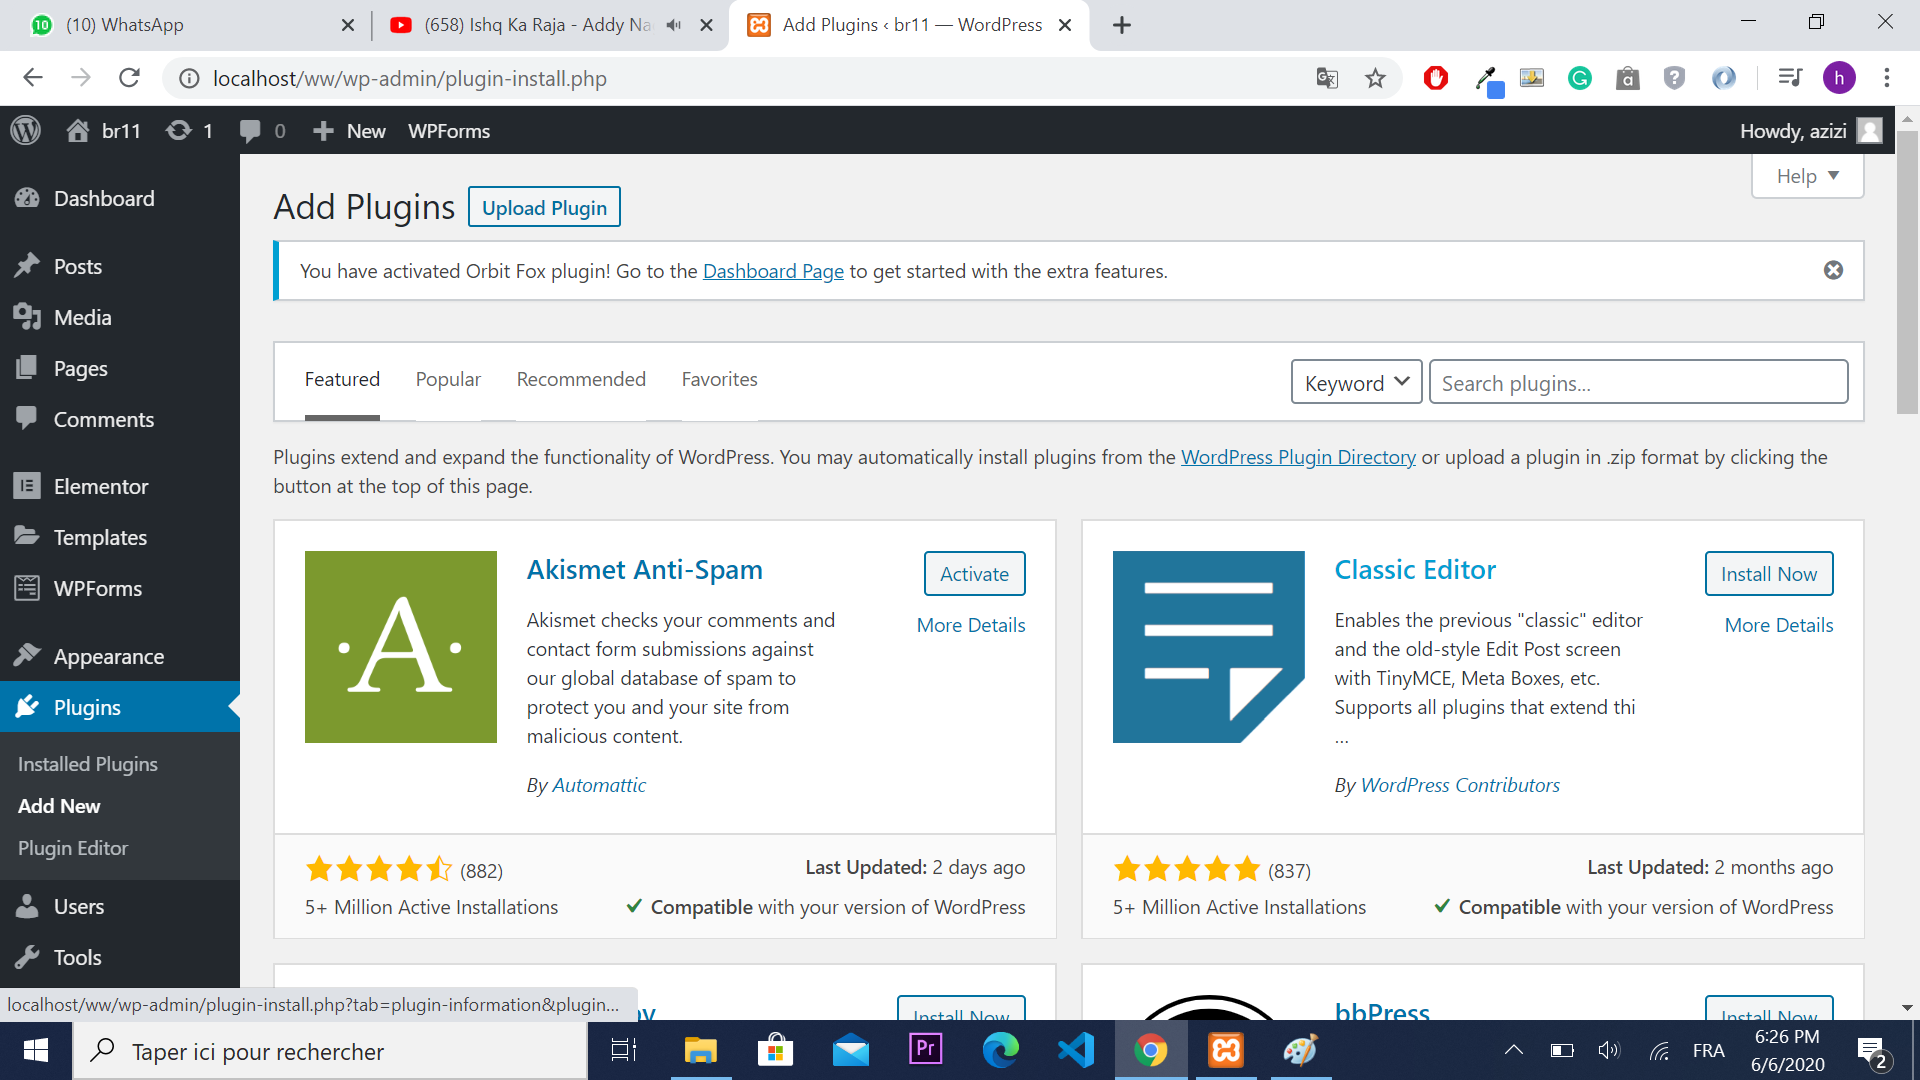 (10) WhatsApp
(658) Ishq Ka Raja - Addy Na
Add Plugins ‹ br11 — WordPress
localhost/ww/wp-admin/plugin-install.php
br11 1 0 New WPForms
Howdy, azizi
Help
Dashboard
Posts
Media
Pages
Comments
Elementor
Templates
WPForms
Appearance
Plugins
Installed Plugins
Add New
Plugin Editor
Users
Tools
Add Plugins
Upload Plugin
You have activated Orbit Fox plugin! Go to the Dashboard Page to get started with the extra features.
Featured Popular Recommended Favorites
Keyword
Search plugins...
Plugins extend and expand the functionality of WordPress. You may automatically install plugins from the WordPress Plugin Directory or upload a plugin in .zip format by clicking the
button at the top of this page.
A
Akismet Anti-Spam
Activate
More Details
Akismet checks your comments and
contact form submissions against
our global database of spam to
protect you and your site from
malicious content.
By Automattic
(882)
Last Updated: 2 days ago
5+ Million Active Installations
Compatible with your version of WordPress
Classic Editor
Install Now
More Details
Enables the previous "classic" editor
and the old-style Edit Post screen
with TinyMCE, Meta Boxes, etc.
Supports all plugins that extend thi
...
By WordPress Contributors
(837)
Last Updated: 2 months ago
5+ Million Active Installations
Compatible with your version of WordPress
Install Now
bbPress
Install Now
localhost/ww/wp-admin/plugin-install.php?tab=plugin-information&plugin...
Taper ici pour rechercher
Pr
FRA
6:26 PM
6/6/2020
2